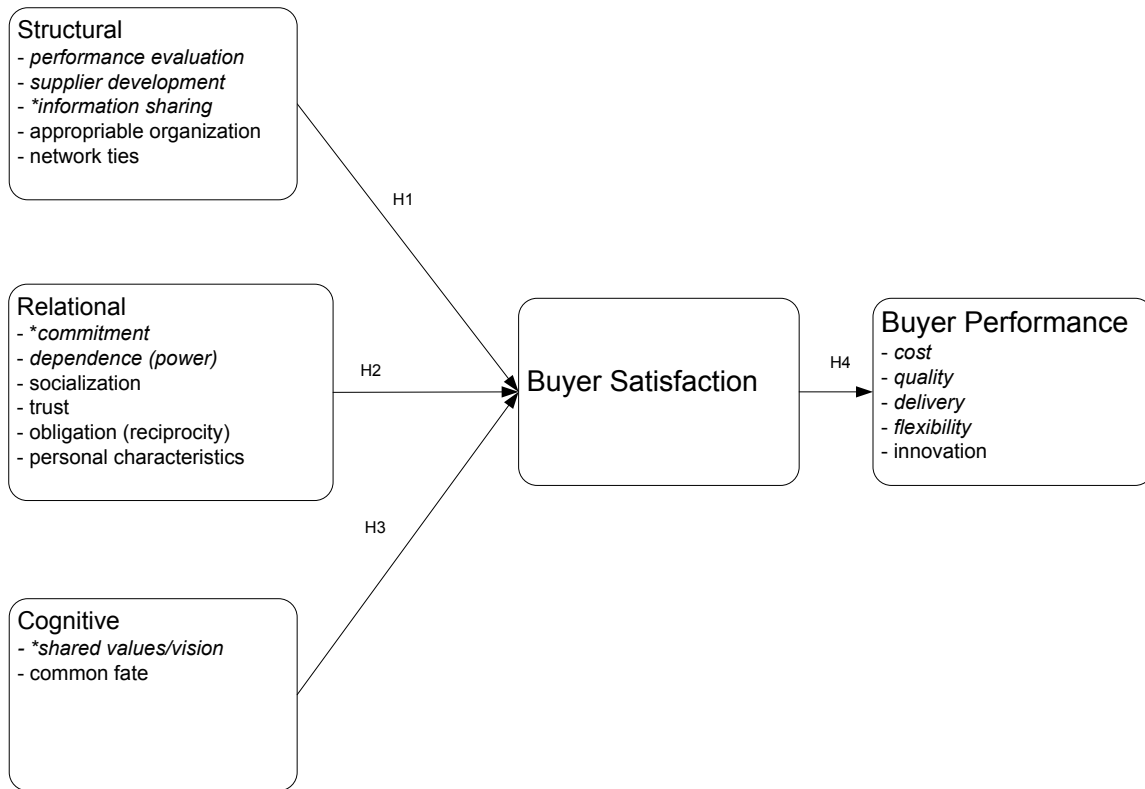 Structural
- performance evaluation
- supplier development
- *information sharing
- appropriable organization
- network ties
H1
Relational
- *commitment
- dependence (power)
- socialization
- trust
- obligation (reciprocity)
- personal characteristics
H2
Cognitive
- *shared values/vision
- common fate
H3
Buyer Satisfaction
H4
Buyer Performance
- cost
- quality
- delivery
- flexibility
- innovation